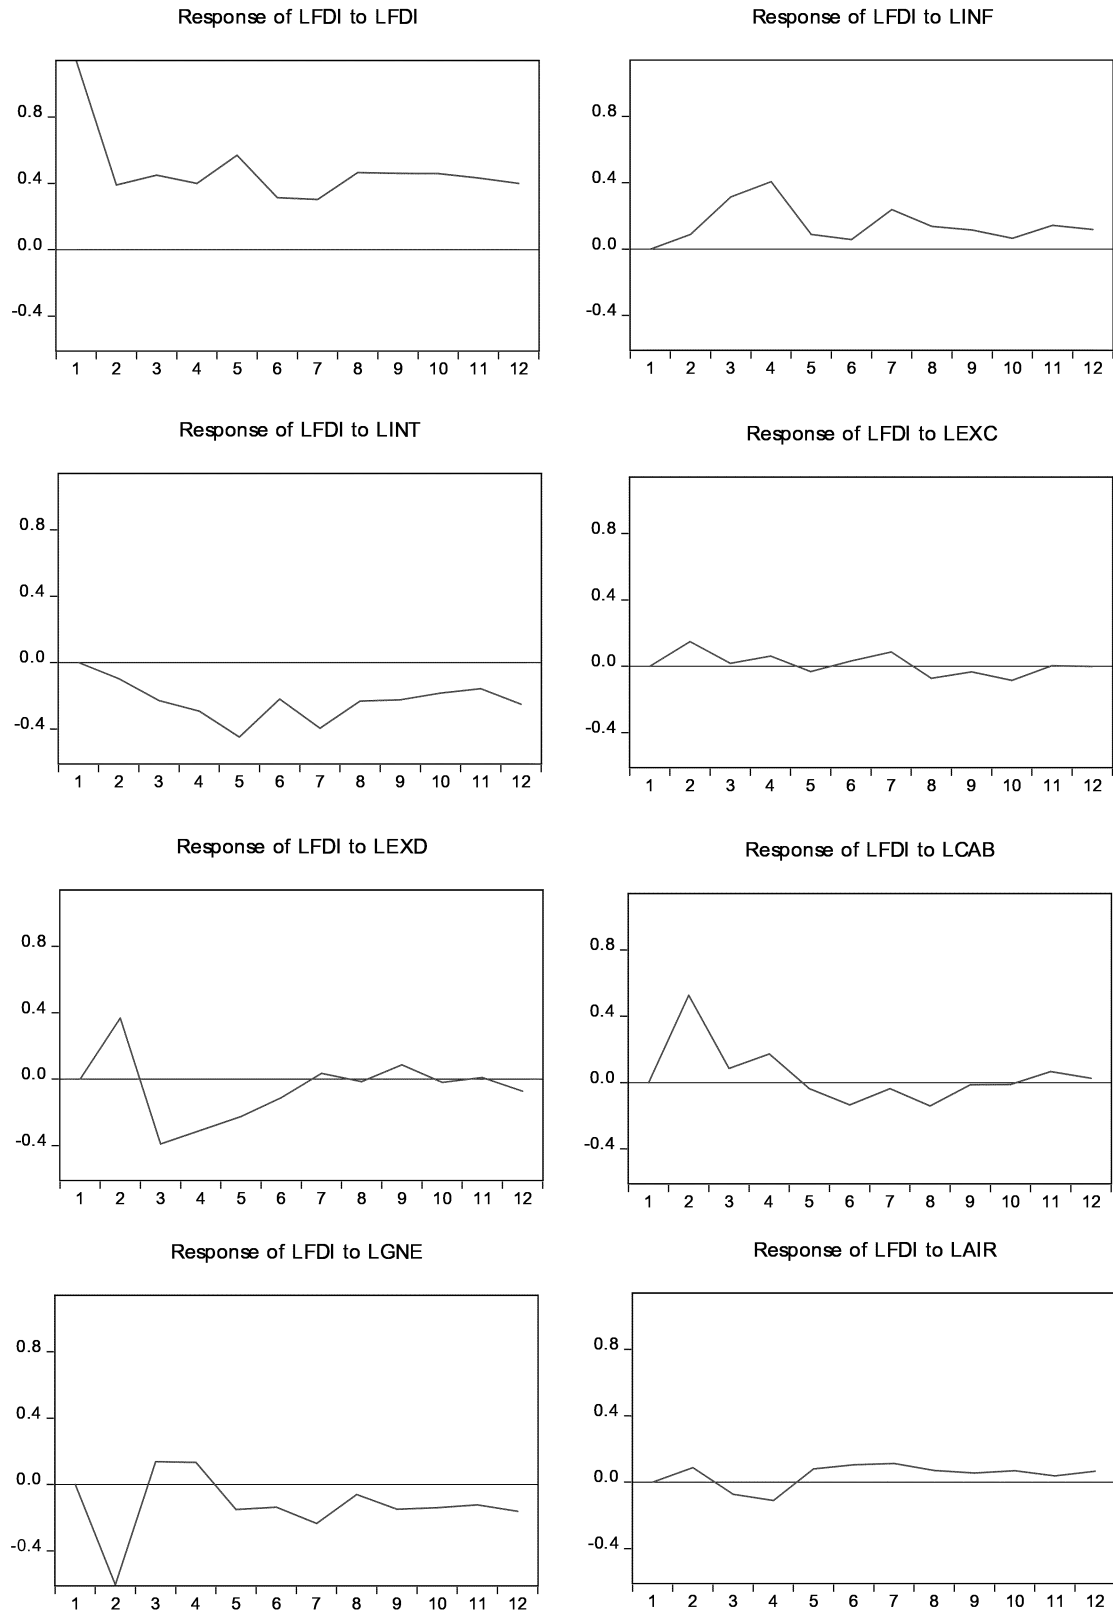 Response of LFDI to LFDI
0.8
0.4
0.0
-0.4
1 2 3 4 5 6 7 8 9 10 11 12
Response of LFDI to LINF
0.8
0.4
0.0
-0.4
1 2 3 4 5 6 7 8 9 10 11 12
Response of LFDI to LINT
0.8
0.4
0.0
-0.4
1 2 3 4 5 6 7 8 9 10 11 12
Response of LFDI to LEXC
0.8
0.4
0.0
-0.4
1 2 3 4 5 6 7 8 9 10 11 12
Response of LFDI to LEXD
0.8
0.4
0.0
-0.4
1 2 3 4 5 6 7 8 9 10 11 12
Response of LFDI to LCAB
0.8
0.4
0.0
-0.4
1 2 3 4 5 6 7 8 9 10 11 12
Response of LFDI to LGNE
0.8
0.4
0.0
-0.4
1 2 3 4 5 6 7 8 9 10 11 12
Response of LFDI to LAIR
0.8
0.4
0.0
-0.4
1 2 3 4 5 6 7 8 9 10 11 12